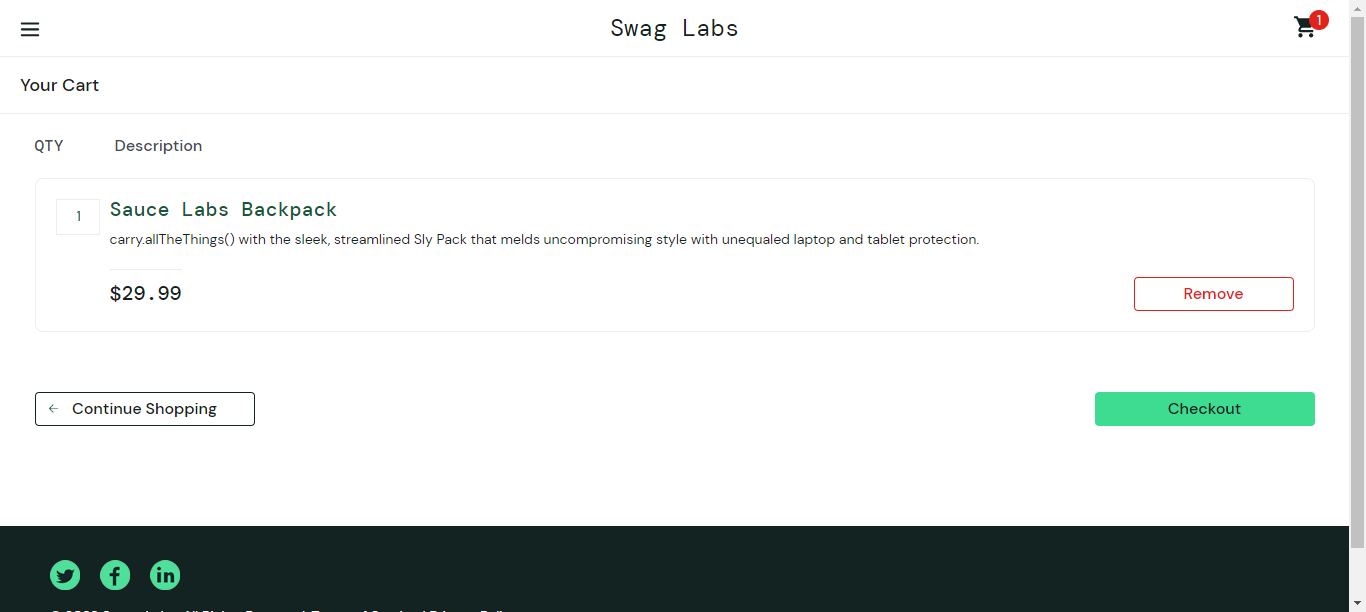 Swag Labs
1
Your Cart
QTY Description
1
Sauce Labs Backpack
carry.allTheThings() with the sleek, streamlined Sly Pack that melds uncompromising style with unequaled laptop and tablet protection.
$29.99
Remove
Continue Shopping
Checkout